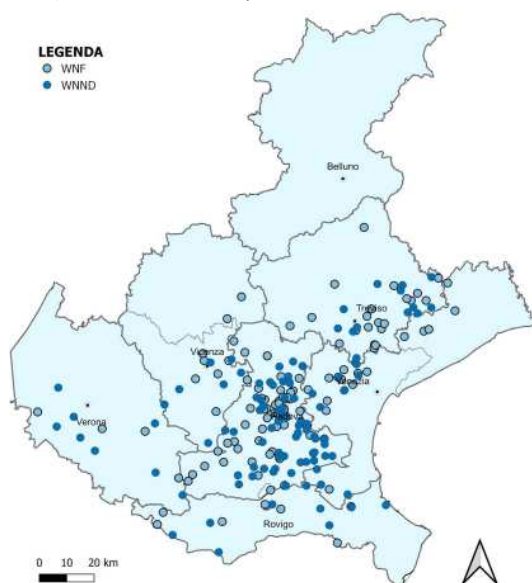 LEGENDA
WNF
WNND
Belluno
Treviso
Vicenza
Venezia
Verona
Padova
Rovigo
0 10 20 km